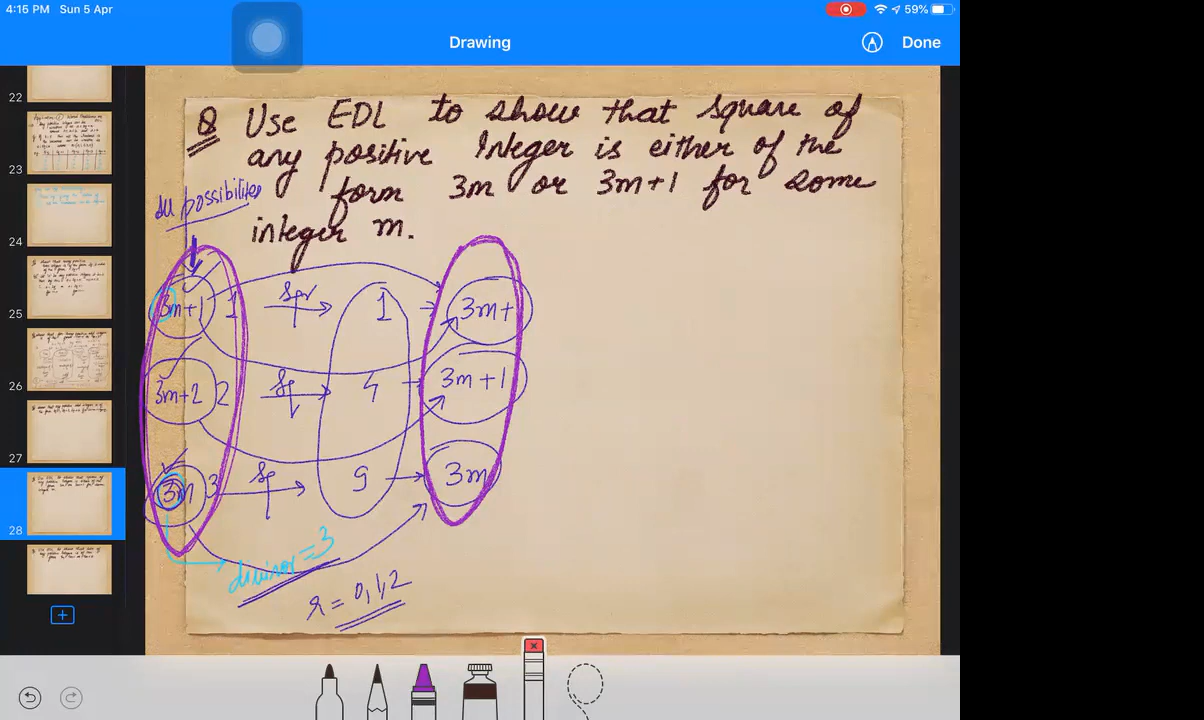 4:15 PM Sun 5 Apr
59%
Drawing
Done
22
23
24
25
26
27
28
Q Use EDL to show that square of
any positive Integer is either of the
form 3m or 3m+1 for some
integer m.
All possibilities
3m+1 1 Sqr 1 3m+
3m+2 2 Sq 4 3m+1
3m 3 Sq 9 3m
divisor = 3
r = 0,1,2